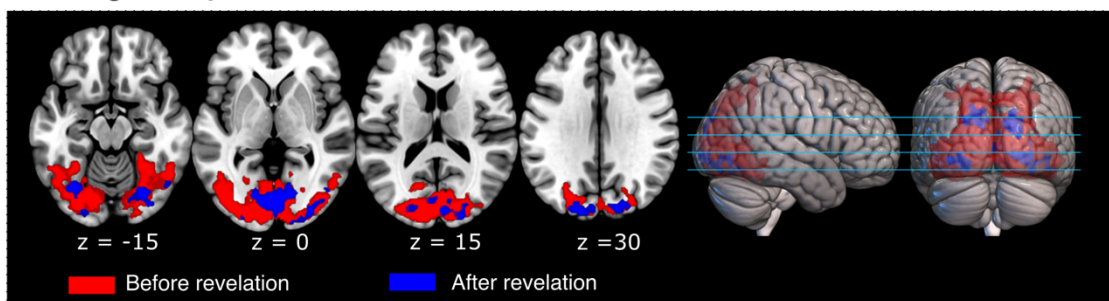 z = -15
z = 0
z = 15
z =30
Before revelation
After revelation